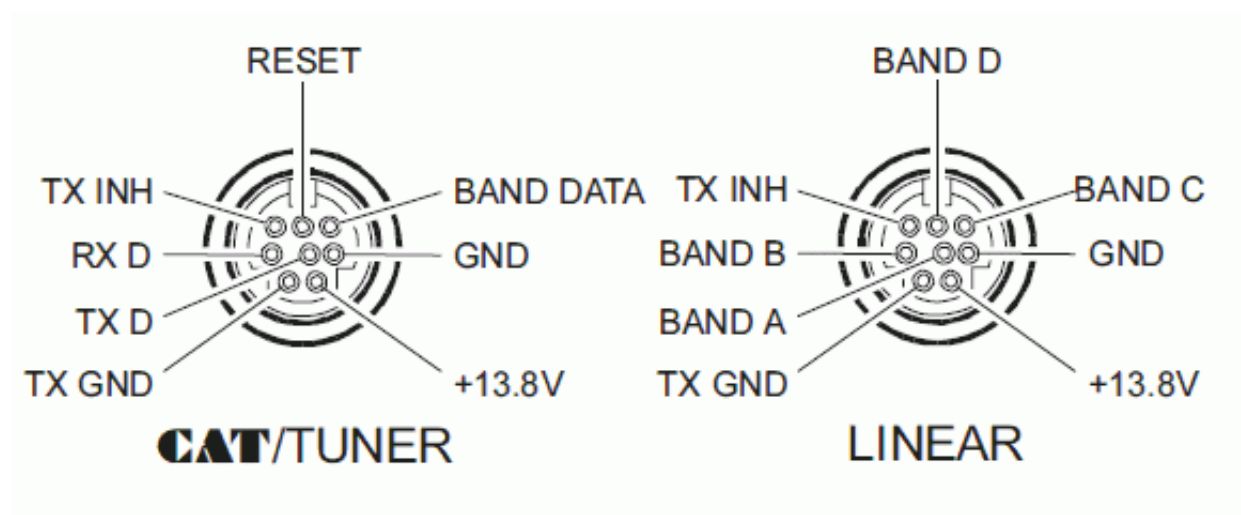 RESET
TX INH
BAND DATA
RX D
GND
TX D
TX GND
+13.8V
CAT/TUNER
BAND D
TX INH
BAND C
BAND B
GND
BAND A
TX GND
+13.8V
LINEAR